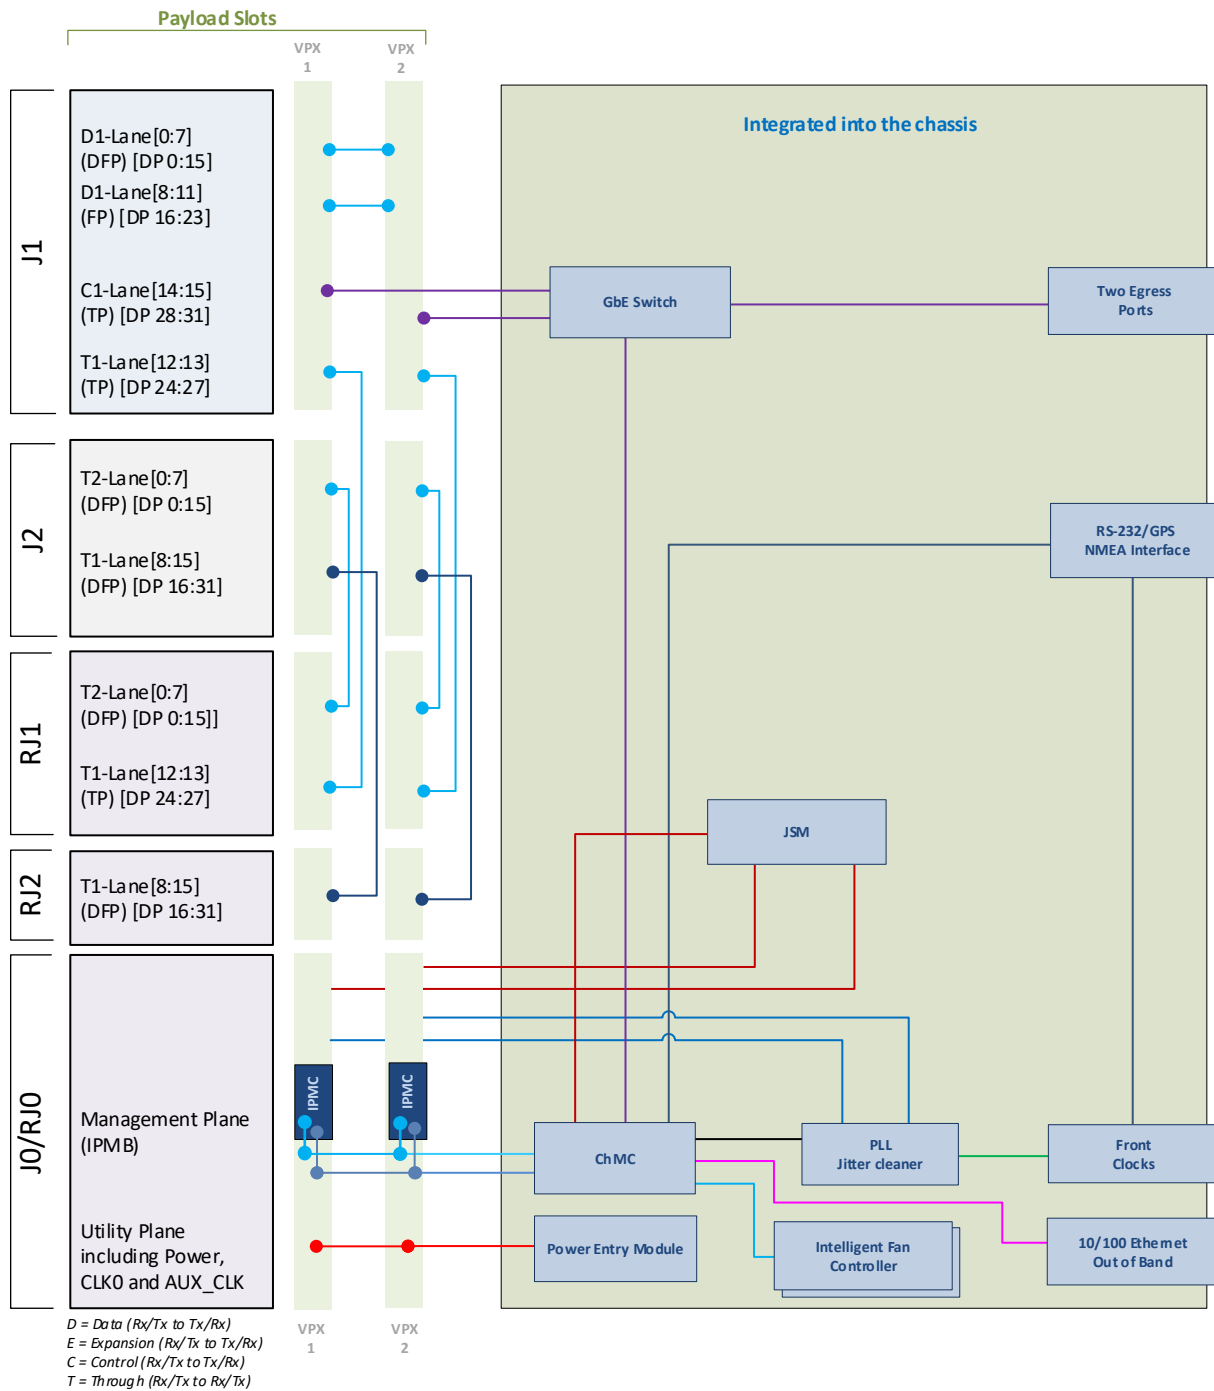 Payload Slots
VPX
1
VPX
2
J1
D1-Lane[0:7]
(DFP) [DP 0:15]
D1-Lane[8:11]
(FP) [DP 16:23]
C1-Lane[14:15]
(TP) [DP 28:31]
T1-Lane[12:13]
(TP) [DP 24:27]
J2
T2-Lane[0:7]
(DFP) [DP 0:15]
T1-Lane[8:15]
(DFP) [DP 16:31]
RJ1
T2-Lane[0:7]
(DFP) [DP 0:15]]
T1-Lane[12:13]
(TP) [DP 24:27]
RJ2
T1-Lane[8:15]
(DFP) [DP 16:31]
J0/RJ0
Management Plane
(IPMB)
Utility Plane
including Power,
CLK0 and AUX_CLK
IPMC
IPMC
Integrated into the chassis
GbE Switch
Two Egress
Ports
RS-232/GPS
NMEA Interface
JSM
ChMC
PLL
Jitter cleaner
Front
Clocks
Power Entry Module
Intelligent Fan
Controller
10/100 Ethernet
Out of Band
D = Data (Rx/Tx to Tx/Rx)
E = Expansion (Rx/Tx to Tx/Rx)
C = Control (Rx/Tx to Tx/Rx)
T = Through (Rx/Tx to Rx/Tx)
VPX
1
VPX
2